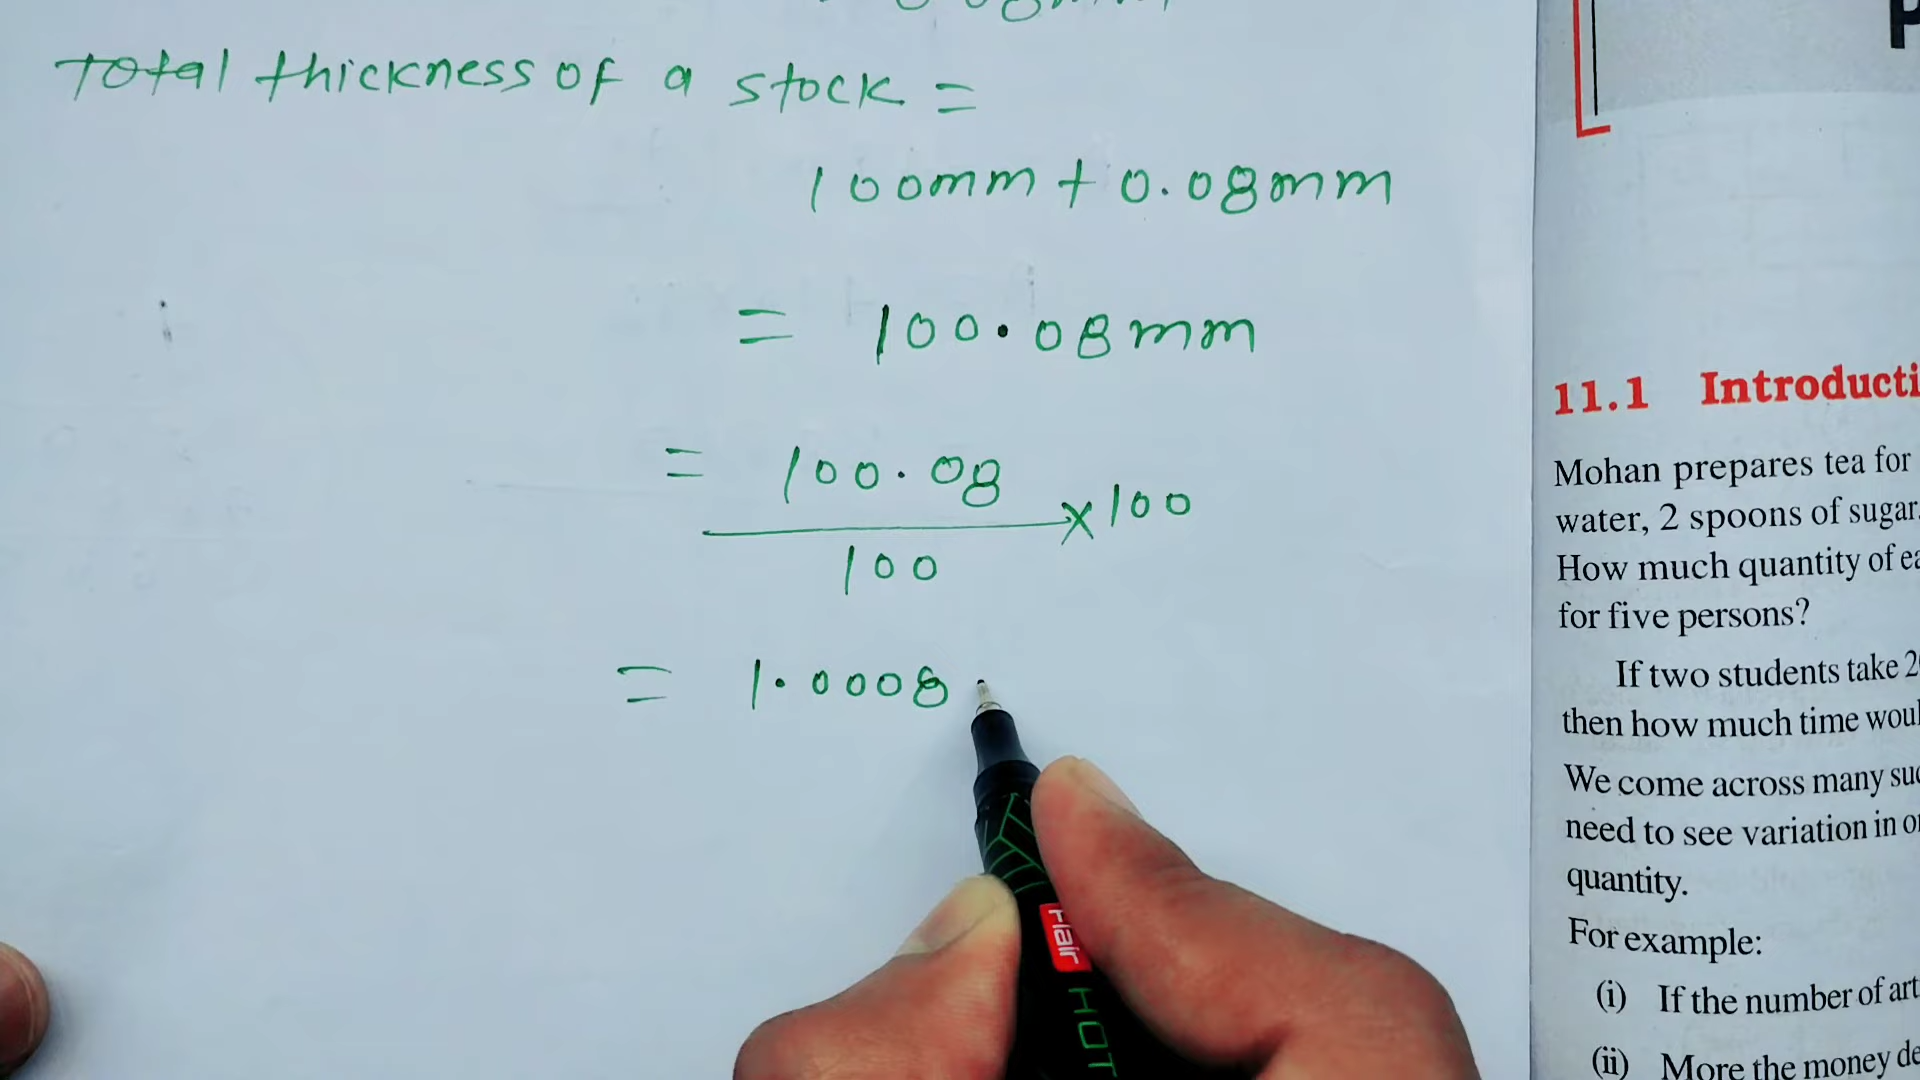 Total thickness of a stock =
100mm + 0.08mm
= 100.08mm
= 100.08
100
×100
= 1.0008
Flair
HOT
11.1 Introducti
Mohan prepares tea for
water, 2 spoons of sugar
How much quantity of ea
for five persons?
If two students take 2
then how much time woul
We come across many suc
need to see variation in o
quantity.
For example:
(i) If the number of art
(ii) More the money de